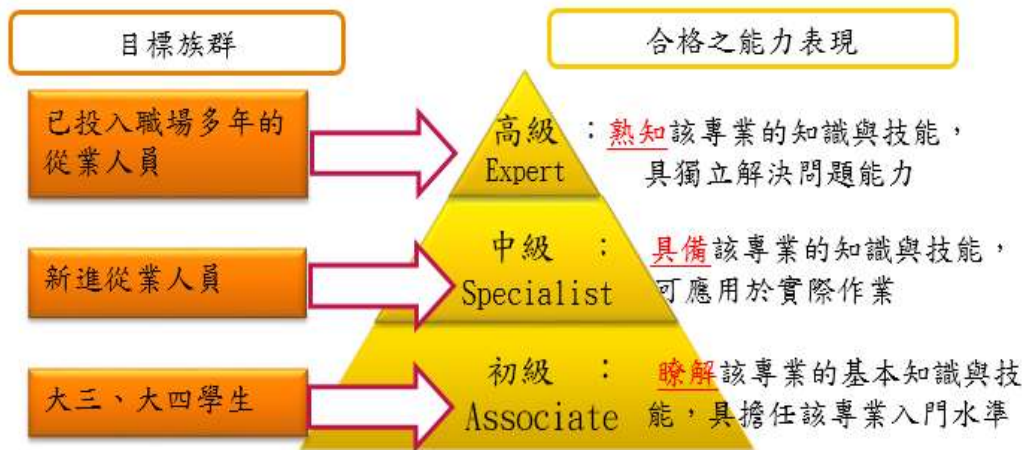 目標族群
合格之能力表現
已投入職場多年的
從業人員
高級 ：熟知該專業的知識與技能，
Expert 具獨立解決問題能力
新進從業人員
中級 ： 具備該專業的知識與技能，
Specialist 可應用於實際作業
大三、大四學生
初級 ： 瞭解該專業的基本知識與技
Associate 能，具擔任該專業入門水準